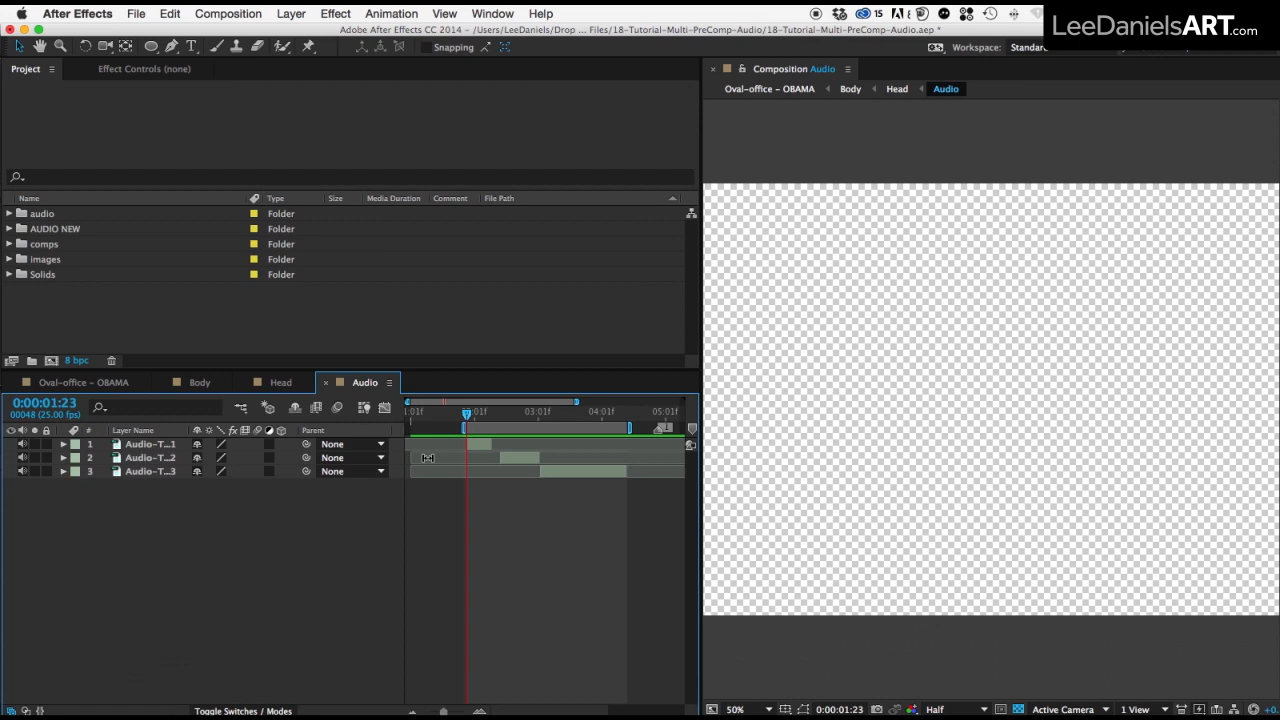 After Effects File Edit Composition Layer Effect Animation View Window Help 15
LeeDanielsART.com
Adobe After Effects CC 2014 - /Users/LeeDaniels/Drop ... Files/18-Tutorial-Multi-PreComp-Audio/18-Tutorial-Multi-PreComp-Audio.aep *
Snapping
Workspace: Standar
Project
Effect Controls (none)
Composition Audio
Oval-office - OBAMA Body Head Audio
Name Type Size Media Duration Comment File Path
audio Folder
AUDIO NEW Folder
comps Folder
images Folder
Solids Folder
8 bpc
Oval-office - OBAMA Body Head Audio
0:00:01:23
00048 (25.00 fps)
:01f :01f 03:01f 04:01f 05:01f
# Layer Name Parent
1 Audio-T...1 None
2 Audio-T...2 None
3 Audio-T...3 None
Toggle Switches / Modes
50% 0:00:01:23 Half Active Camera 1 View +0.